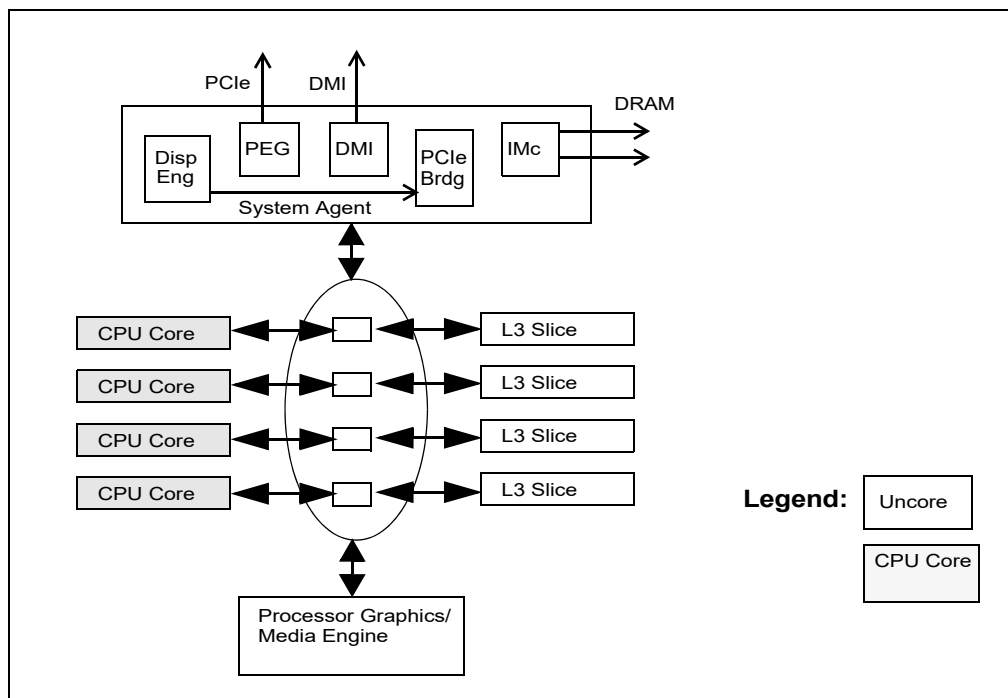 PCIe
DMI
DRAM
Disp
Eng
PEG
DMI
PCIe
Brdg
IMc
System Agent
CPU Core
L3 Slice
CPU Core
L3 Slice
CPU Core
L3 Slice
CPU Core
L3 Slice
Legend:
Uncore
CPU Core
Processor Graphics/
Media Engine